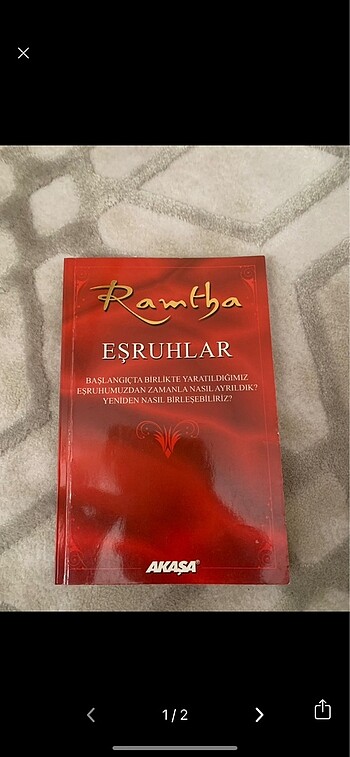 Ramtha
EŞRUHLAR
BAŞLANGIÇTA BİRLİKTE YARATILDIĞIMIZ
EŞRUHUMUZDAN ZAMANLA NASIL AYRILDIK?
YENİDEN NASIL BİRLEŞEBİLİRİZ?
AKAŞA®
1/2